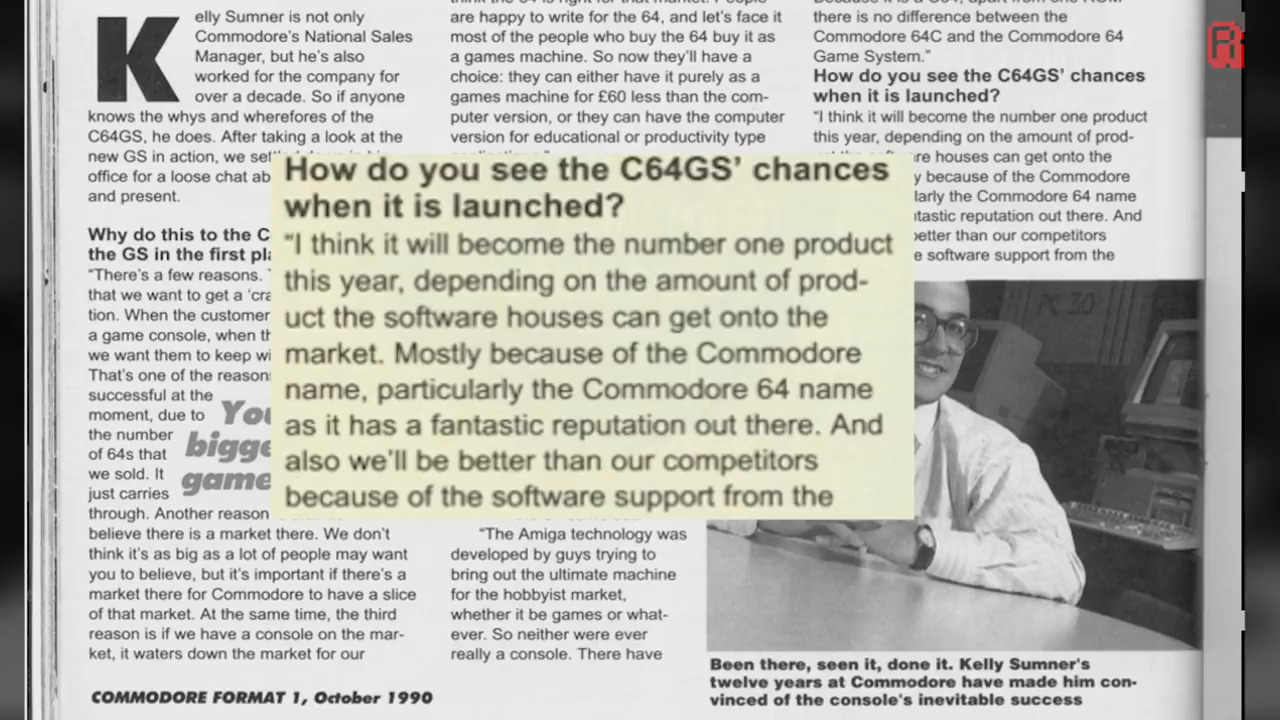 Kelly Sumner is not only
Commodore's National Sales
Manager, but he's also
worked for the company for
over a decade. So if anyone
knows the whys and wherefores of the
C64GS, he does. After taking a look at the
new GS in action, we
office for a loose chat
and present.
Why do this to the
the GS in the first
"There's a few reasons.
that we want to get a
tion. When the customer
a game console, when
we want them to keep
That's one of the
successful at the
moment, due to
the number
of 64s that
we sold. It
just carries
through. Another reason
believe there is a market there. We don't
think it's as big as a lot of people may want
you to believe, but it's important if there's a
market there for Commodore to have a slice
of that market. At the same time, the third
reason is if we have a console on the mar-
ket, it waters down the market for our
COMMODORE FORMAT 1, October 1990
are happy to write for the 64, and let's face it
most of the people who buy the 64 buy it as
a games machine. So now they'll have a
choice: they can either have it purely as a
games machine for £60 less than the com-
puter version, or they can have the computer
version for educational or productivity type
"The Amiga technology was
developed by guys trying to
bring out the ultimate machine
for the hobbyist market,
whether it be games or what-
ever. So neither were ever
really a console. There have
there is no difference between the
Commodore 64C and the Commodore 64
Game System."
How do you see the C64GS' chances
when it is launched?
"I think it will become the number one product
this year, depending on the amount of prod-
houses can get onto the
because of the Commodore
the Commodore 64 name
reputation out there. And
better than our competitors
software support from the
How do you see the C64GS' chances
when it is launched?
"I think it will become the number one product
this year, depending on the amount of prod-
uct the software houses can get onto the
market. Mostly because of the Commodore
name, particularly the Commodore 64 name
as it has a fantastic reputation out there. And
also we'll be better than our competitors
because of the software support from the
PC 30
Been there, seen it, done it. Kelly Sumner's
twelve years at Commodore have made him con-
vinced of the console's inevitable success